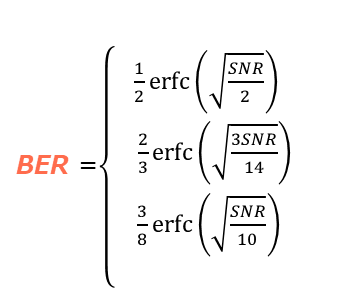 1/2 erfc(√(SNR/2))
BER = { 2/3 erfc(√(3SNR/14))
3/8 erfc(√(SNR/10))